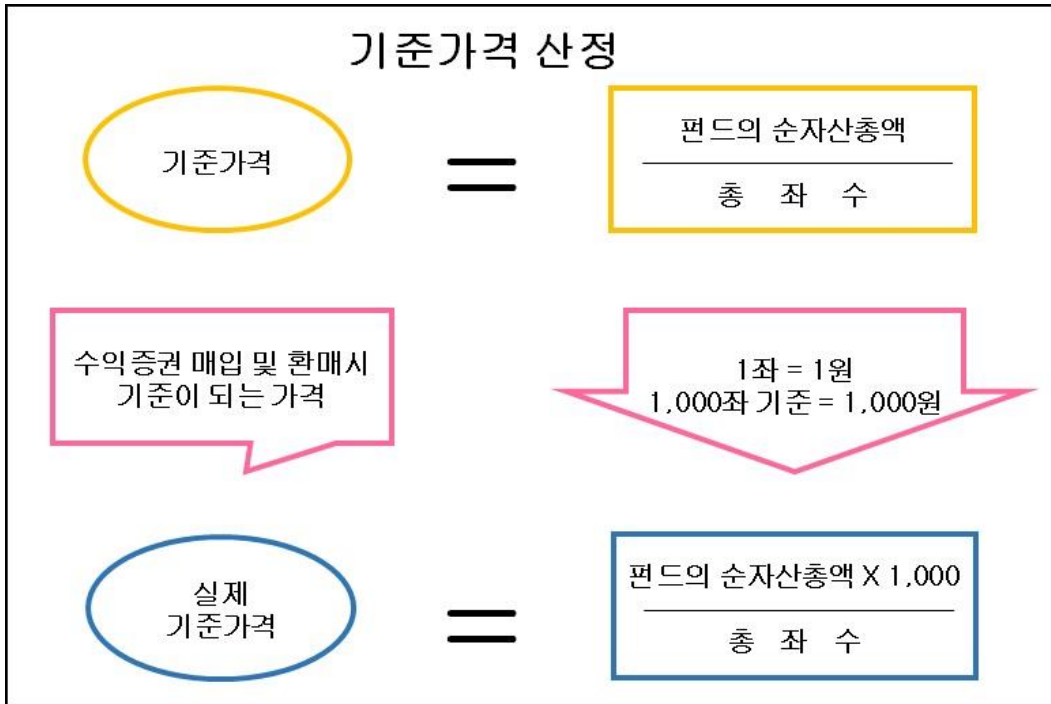 기준가격 산정
기준가격
=
펀드의 순자산총액
총 좌 수
수익증권 매입 및 환매시
기준이 되는 가격
1좌 = 1원
1,000좌 기준 = 1,000원
실제
기준가격
=
펀드의 순자산총액 X 1,000
총 좌 수